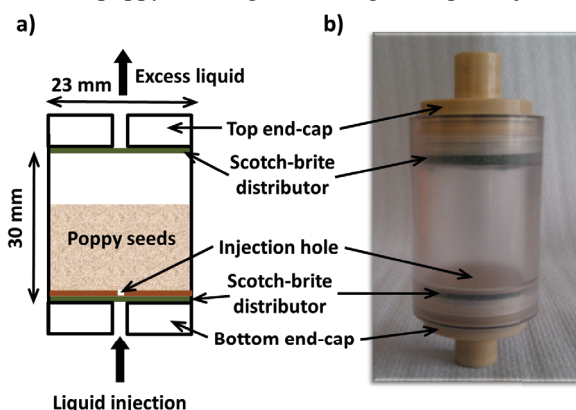 a)
b)
Excess liquid
23 mm
Top end-cap
Scotch-brite
distributor
30 mm
Poppy seeds
Injection hole
Scotch-brite
distributor
Bottom end-cap
Liquid injection